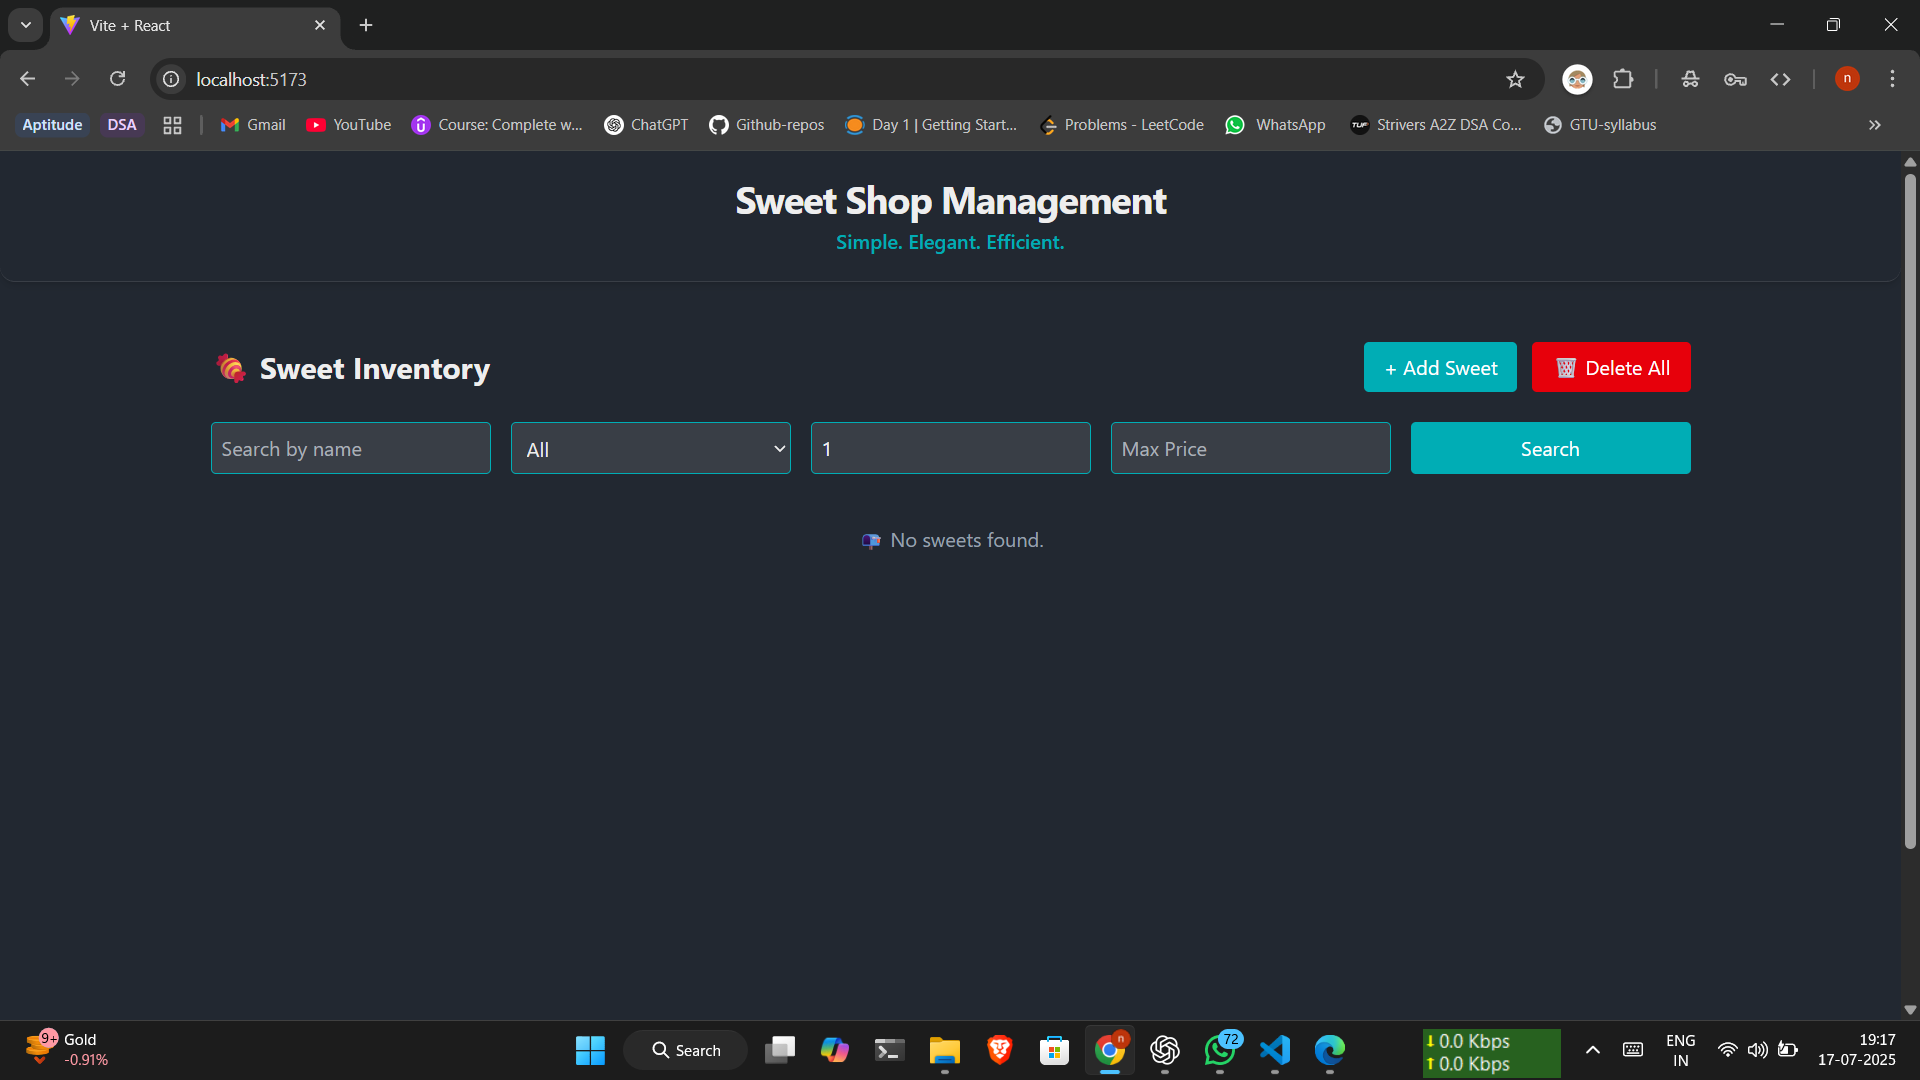 Vite + React
localhost:5173
n
Aptitude
DSA
Gmail
YouTube
Course: Complete w...
ChatGPT
Github-repos
Day 1 | Getting Start...
Problems - LeetCode
WhatsApp
TUF
Strivers A2Z DSA Co...
GTU-syllabus
Sweet Shop Management
Simple. Elegant. Efficient.
Sweet Inventory
+ Add Sweet
Delete All
Search by name
All
1
Max Price
Search
No sweets found.
9+
Gold
-0.91%
Search
n
72
0.0 Kbps
0.0 Kbps
ENG
IN
19:17
17-07-2025